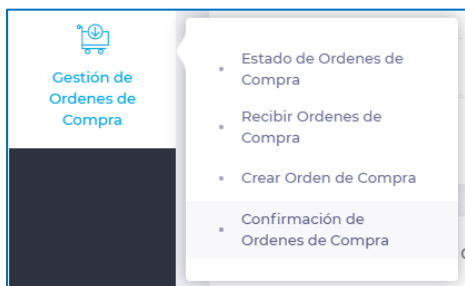 Gestión de
Ordenes de
Compra
Estado de Ordenes de
Compra
Recibir Ordenes de
Compra
Crear Orden de Compra
Confirmación de
Ordenes de Compra